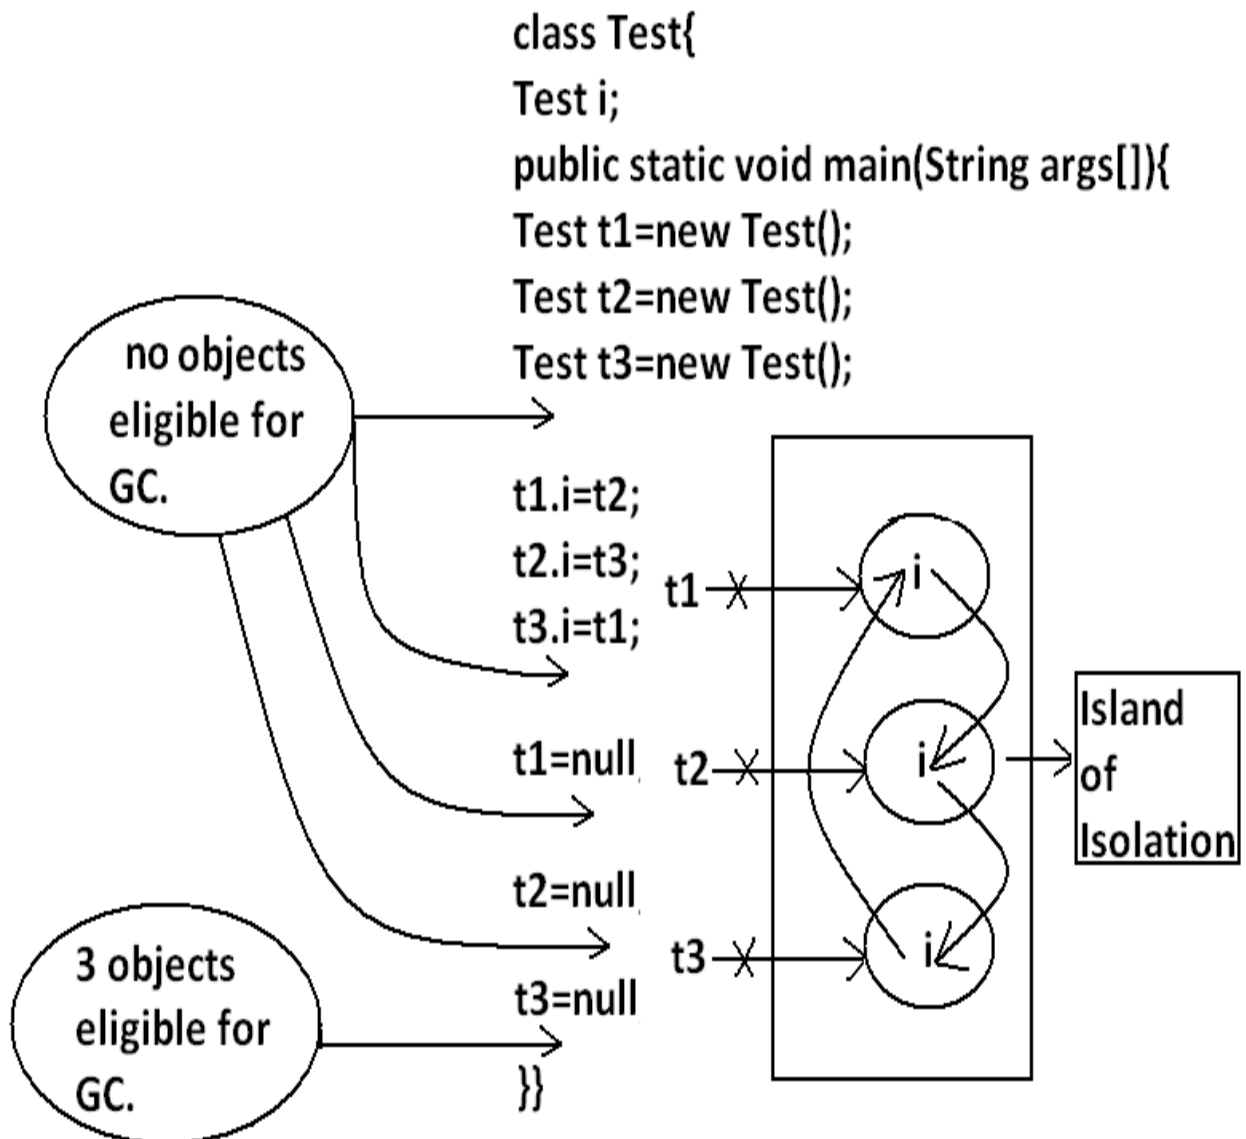 class Test{
Test i;
public static void main(String args[]){
Test t1=new Test();
Test t2=new Test();
Test t3=new Test();
no objects
eligible for
GC.
t1.i=t2;
t2.i=t3;
t3.i=t1;
t1=null
t2=null
t3=null
}}
3 objects
eligible for
GC.
t1
i
t2
i
t3
i
Island
of
Isolation